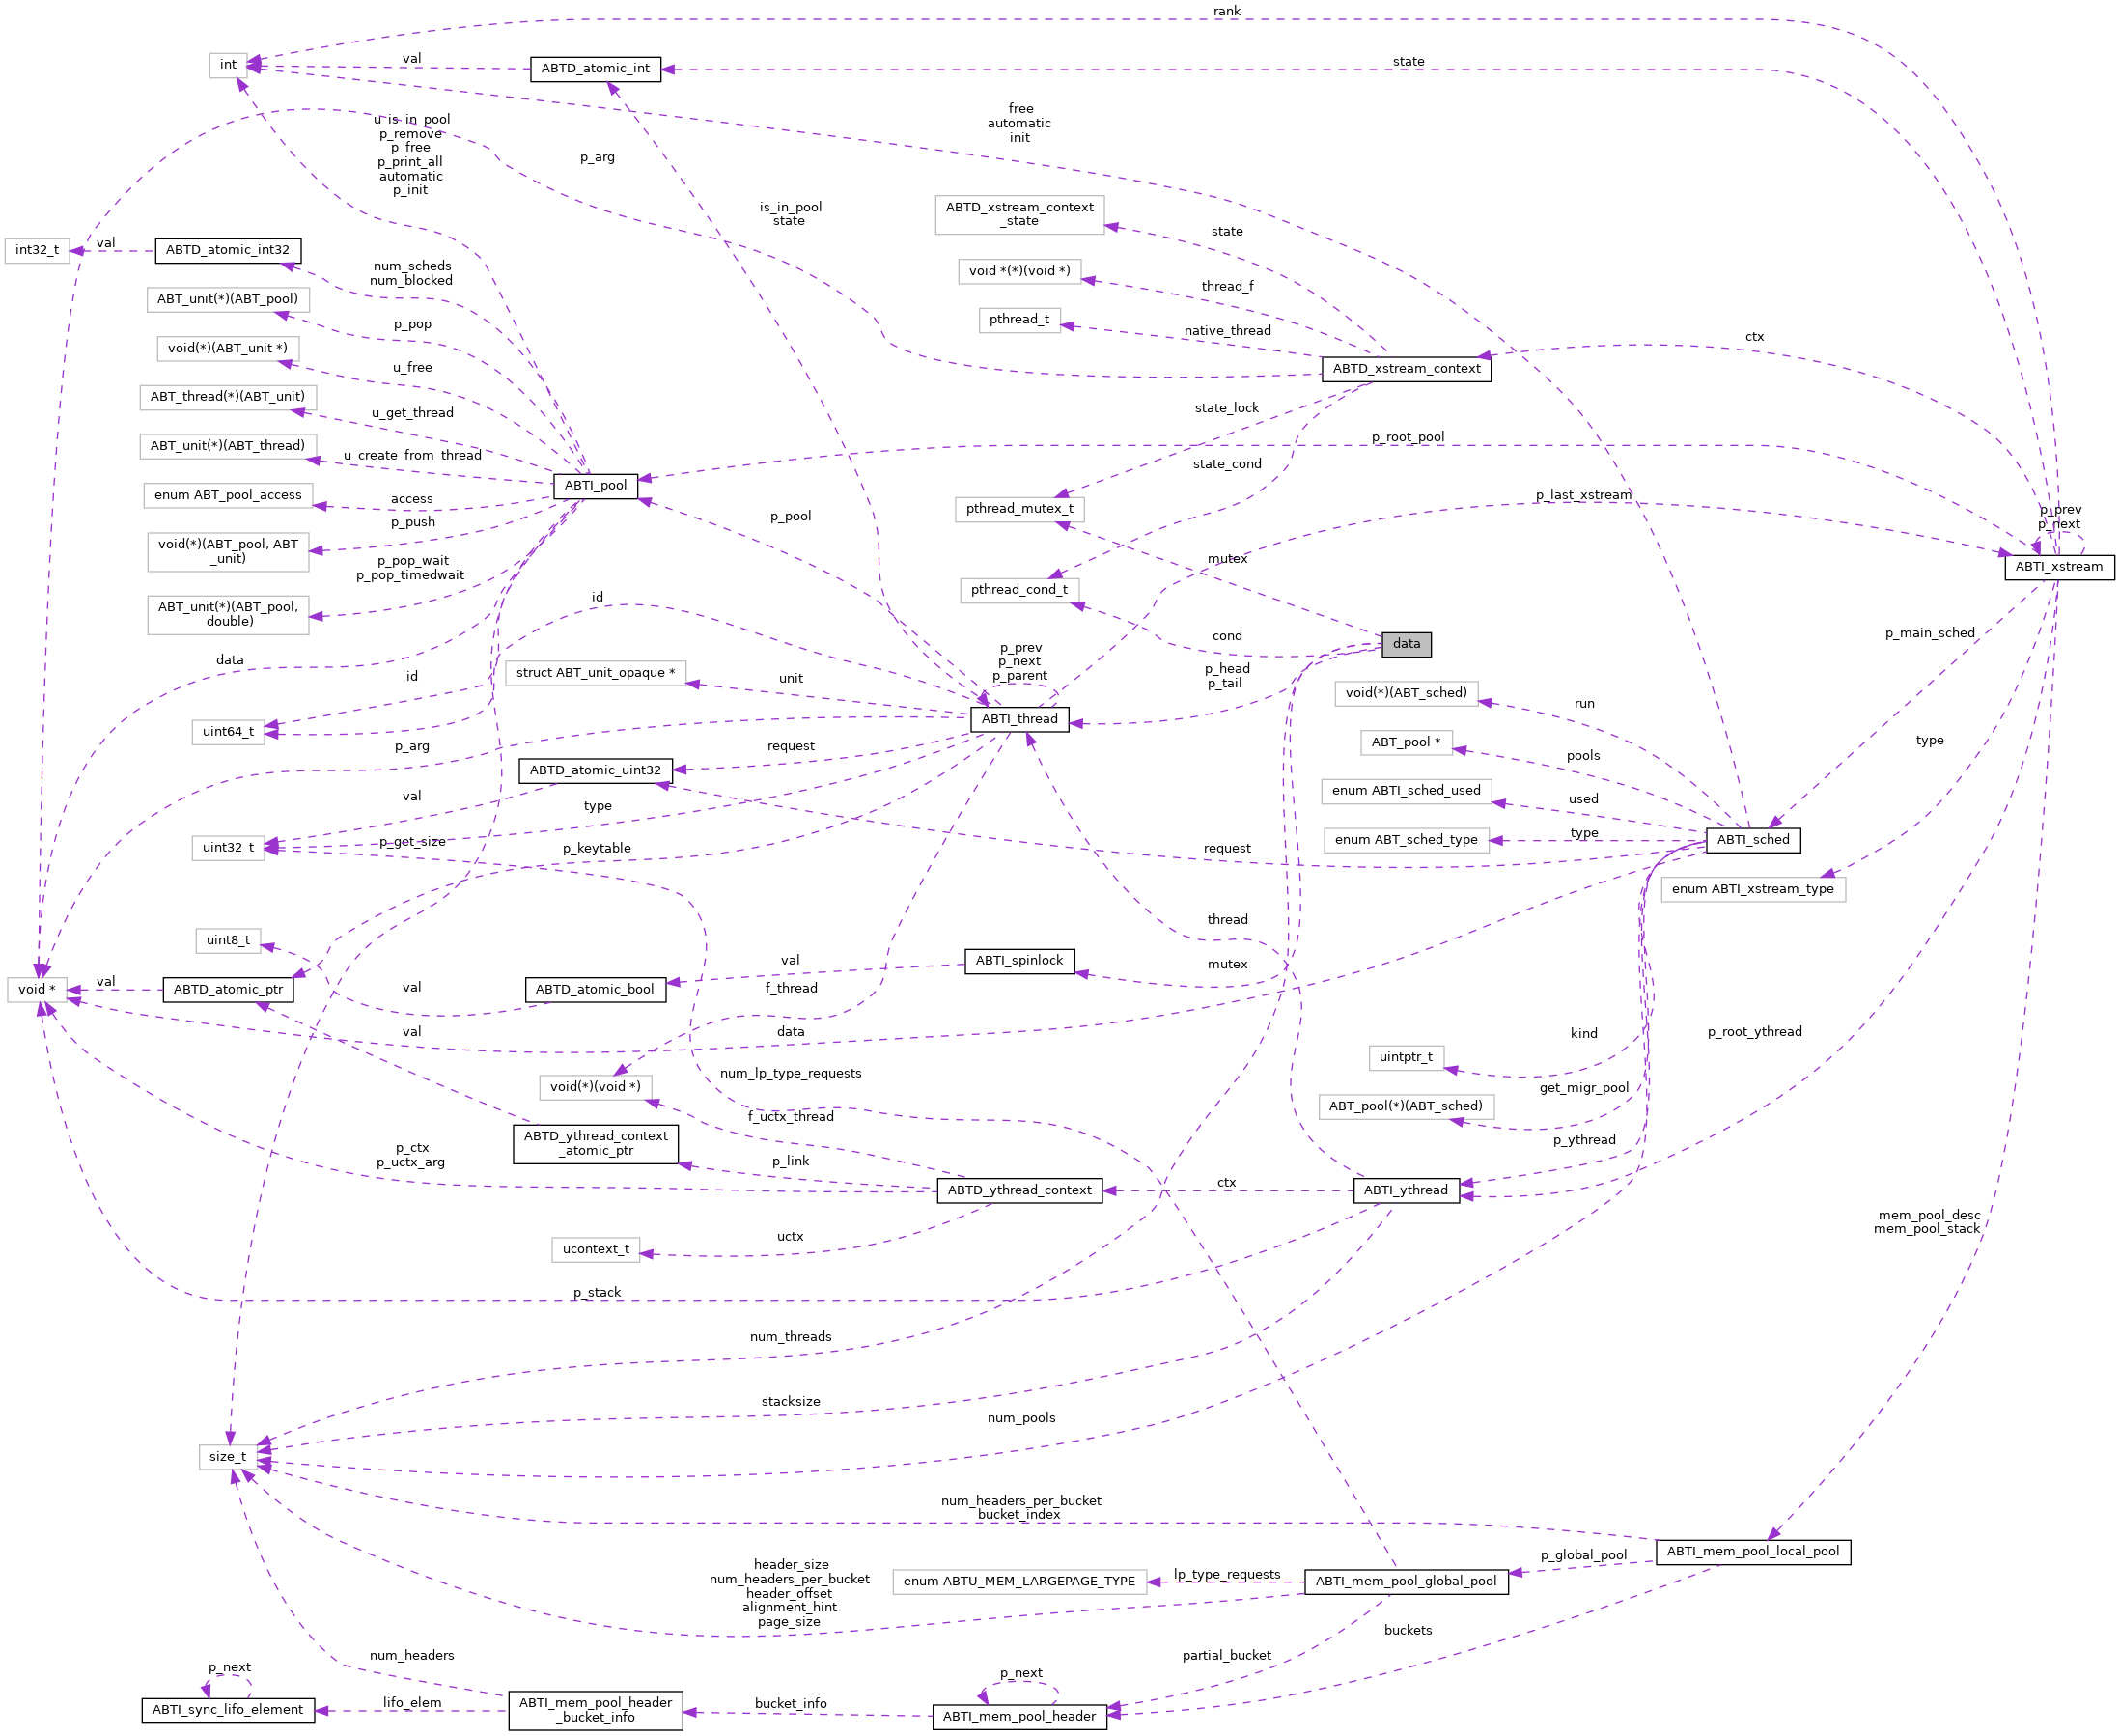 rank
int
val
ABTD_atomic_int
state
free
automatic
init
u_is_in_pool
p_remove
p_free
p_print_all
automatic
p_init
p_arg
is_in_pool
state
ABTD_xstream_context
_state
state
int32_t
val
ABTD_atomic_int32
num_scheds
num_blocked
void *(*)(void *)
thread_f
ABT_unit(*)(ABT_pool)
p_pop
pthread_t
native_thread
ctx
void(*)(ABT_unit *)
u_free
ABTD_xstream_context
ABT_thread(*)(ABT_unit)
u_get_thread
state_lock
ABT_unit(*)(ABT_thread)
u_create_from_thread
p_root_pool
state_cond
ABTI_pool
enum ABT_pool_access
access
p_last_xstream
pthread_mutex_t
p_push
p_pool
p_prev
p_next
void(*)(ABT_pool, ABT
_unit)
p_pop_wait
p_pop_timedwait
mutex
ABTI_xstream
pthread_cond_t
id
ABT_unit(*)(ABT_pool,
double)
cond
data
p_main_sched
data
id
struct ABT_unit_opaque *
unit
p_prev
p_next
p_parent
p_head
p_tail
void(*)(ABT_sched)
run
uint64_t
ABTI_thread
p_arg
request
ABT_pool *
pools
type
ABTD_atomic_uint32
val
type
enum ABTI_sched_used
used
uint32_t
p_get_size
p_keytable
request
enum ABT_sched_type
type
ABTI_sched
enum ABTI_xstream_type
uint8_t
thread
ABTI_spinlock
val
mutex
void *
val
ABTD_atomic_ptr
val
ABTD_atomic_bool
f_thread
val
data
kind
p_root_ythread
uintptr_t
void(*)(void *)
num_lp_type_requests
get_migr_pool
ABT_pool(*)(ABT_sched)
f_uctx_thread
ABTD_ythread_context
_atomic_ptr
p_ctx
p_uctx_arg
p_link
p_ythread
ABTD_ythread_context
ctx
ABTI_ythread
mem_pool_desc
mem_pool_stack
ucontext_t
uctx
p_stack
num_threads
stacksize
num_pools
size_t
num_headers_per_bucket
bucket_index
ABTI_mem_pool_local_pool
p_global_pool
header_size
num_headers_per_bucket
header_offset
alignment_hint
page_size
enum ABTU_MEM_LARGEPAGE_TYPE
lp_type_requests
ABTI_mem_pool_global_pool
buckets
partial_bucket
num_headers
p_next
p_next
ABTI_sync_lifo_element
lifo_elem
ABTI_mem_pool_header
_bucket_info
bucket_info
ABTI_mem_pool_header